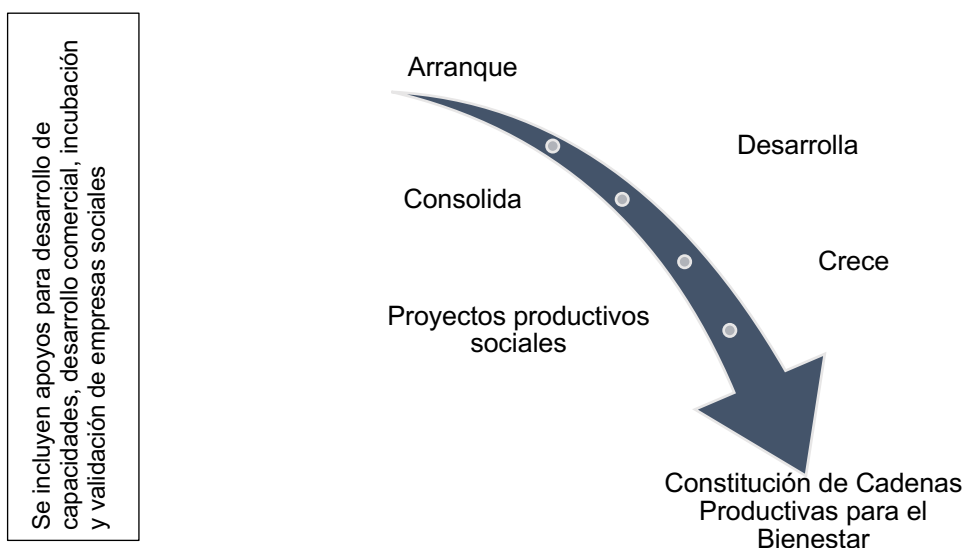 Se incluyen apoyos para desarrollo de
capacidades, desarrollo comercial, incubación
y validación de empresas sociales
Arranque
Desarrolla
Consolida
Crece
Proyectos productivos
sociales
Constitución de Cadenas
Productivas para el
Bienestar